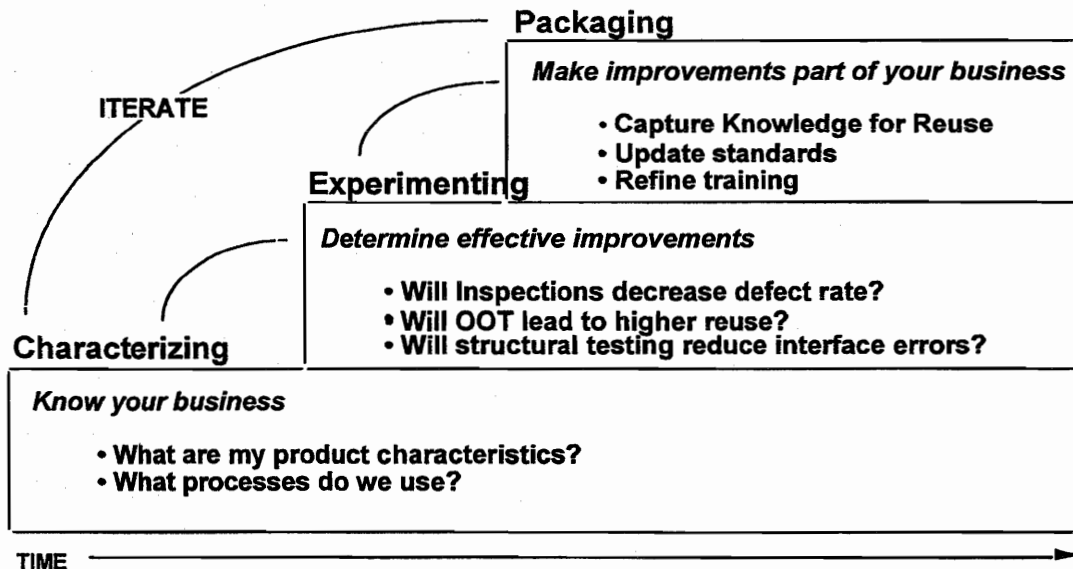 Packaging
Make improvements part of your business
ITERATE
• Capture Knowledge for Reuse
• Update standards
• Refine training
Experimenting
Determine effective improvements
• Will Inspections decrease defect rate?
• Will OOT lead to higher reuse?
• Will structural testing reduce interface errors?
Characterizing
Know your business
• What are my product characteristics?
• What processes do we use?
TIME